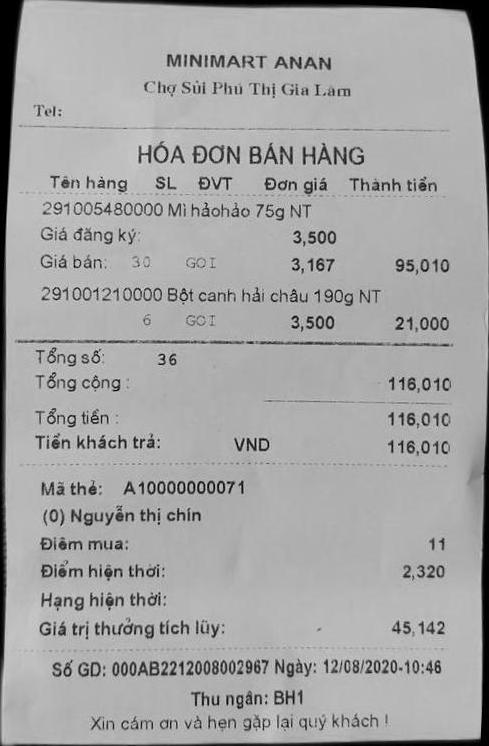 MINIMART ANAN
Chợ Sủi Phú Thị Gia Lâm
Tel:
HÓA ĐƠN BÁN HÀNG
Tên hàng SL ĐVT Đơn giá Thành tiển
291005480000 Mì hảohảo 75g NT
Giá đăng ký: 3,500
Giá bán: 30 GOI 3,167 95,010
291001210000 Bột canh hải châu 190g NT
6 GOI 3,500 21,000
Tổng số: 36
Tổng cộng : 116,010
Tổng tiền : 116,010
Tiền khách trả: VND 116,010
Mã thẻ: A10000000071
(0) Nguyễn thị chín
Điểm mua: 11
Điểm hiện thời: 2,320
Hạng hiện thời:
Giá trị thưởng tích lũy: 45,142
Số GD: 000AB2212008002967 Ngày: 12/08/2020-10:46
Thu ngân: BH1
Xin cám ơn và hẹn gặp lại quý khách !